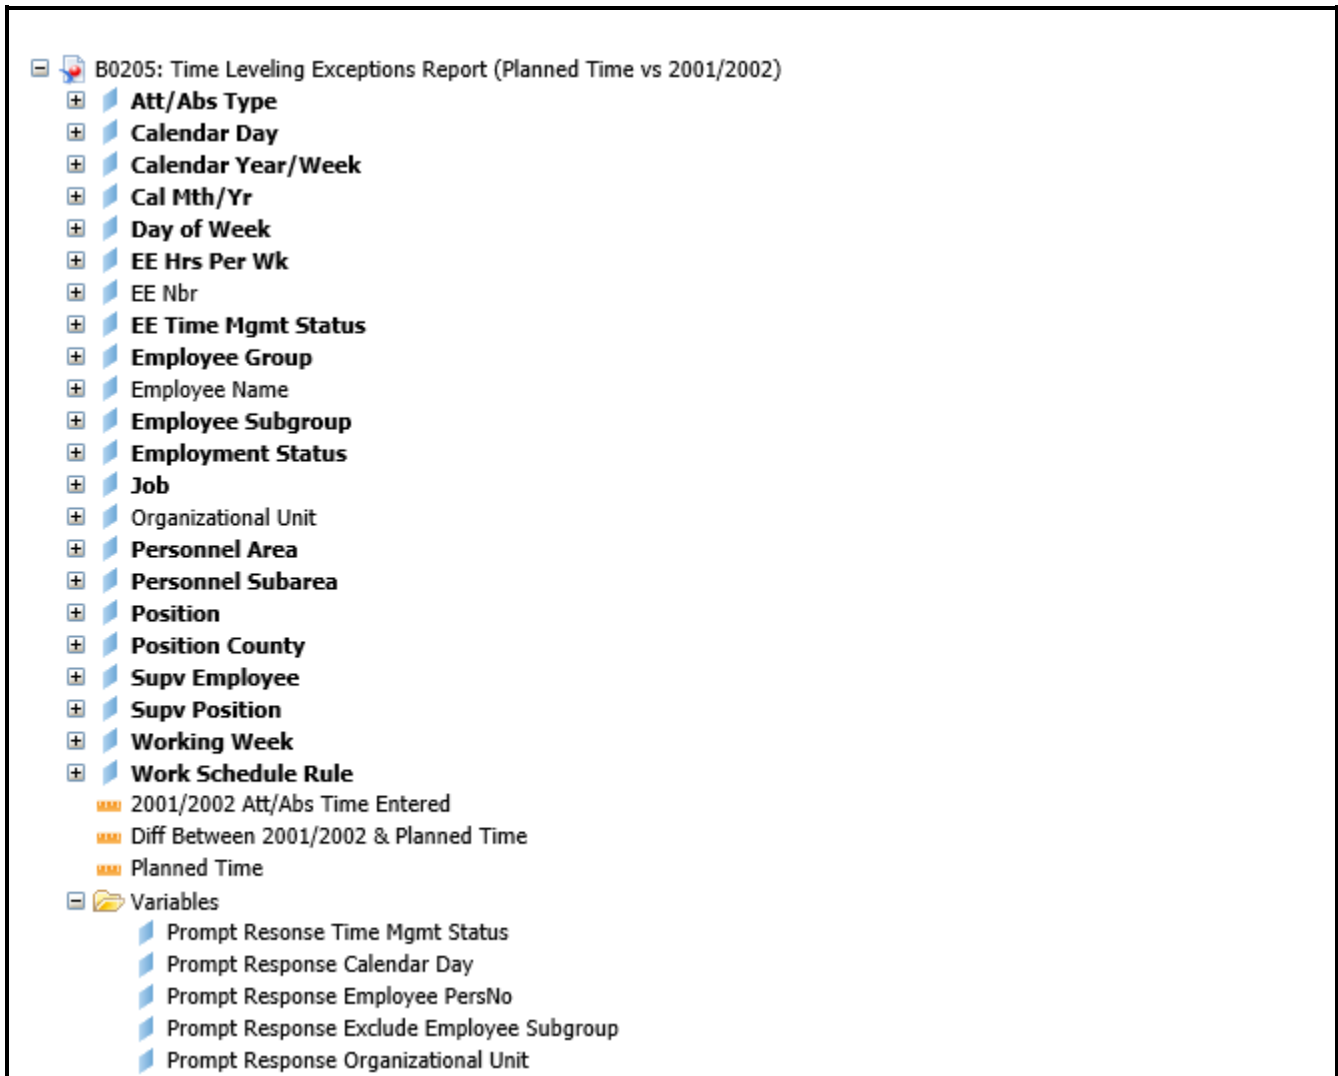 B0205: Time Leveling Exceptions Report (Planned Time vs 2001/2002)
Att/Abs Type
Calendar Day
Calendar Year/Week
Cal Mth/Yr
Day of Week
EE Hrs Per Wk
EE Nbr
EE Time Mgmt Status
Employee Group
Employee Name
Employee Subgroup
Employment Status
Job
Organizational Unit
Personnel Area
Personnel Subarea
Position
Position County
Supv Employee
Supv Position
Working Week
Work Schedule Rule
2001/2002 Att/Abs Time Entered
Diff Between 2001/2002 & Planned Time
Planned Time
Variables
Prompt Resonse Time Mgmt Status
Prompt Response Calendar Day
Prompt Response Employee PersNo
Prompt Response Exclude Employee Subgroup
Prompt Response Organizational Unit